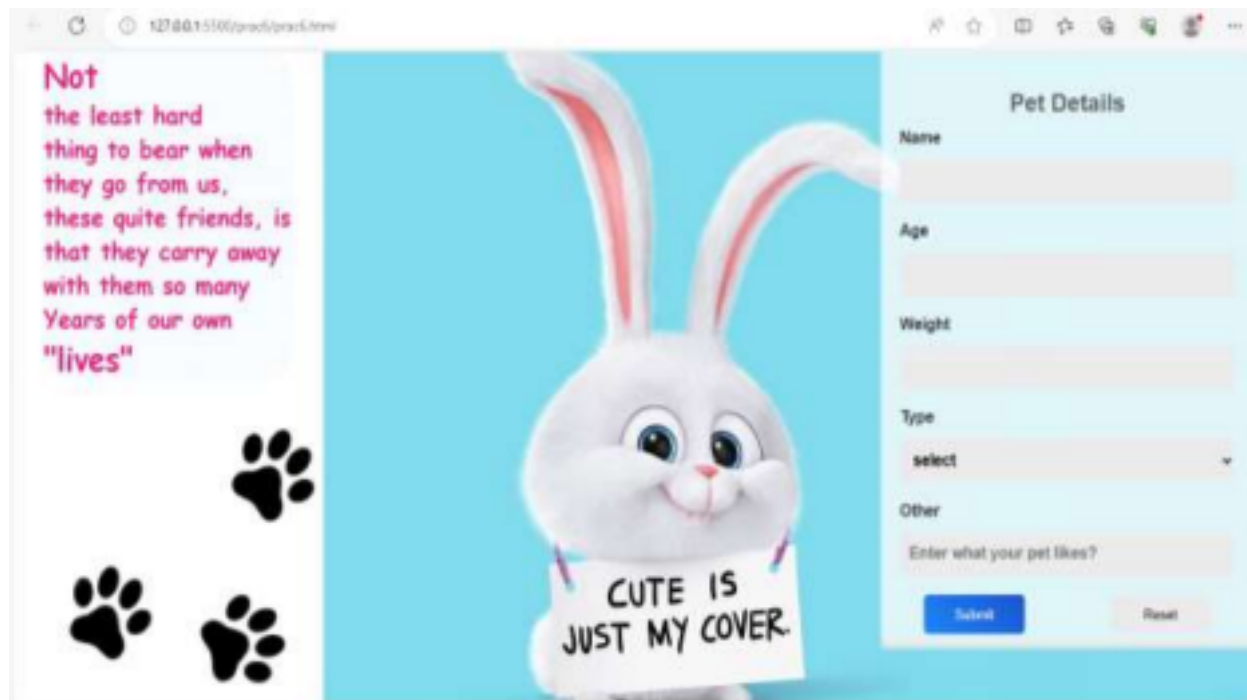 127.0.0.1:5500/prac6/prac6.html
Not
the least hard
thing to bear when
they go from us,
these quite friends, is
that they carry away
with them so many
Years of our own
"lives"
CUTE IS
JUST MY COVER.
Pet Details
Name
Age
Weight
Type
select
Other
Enter what your pet likes?
Submit
Reset